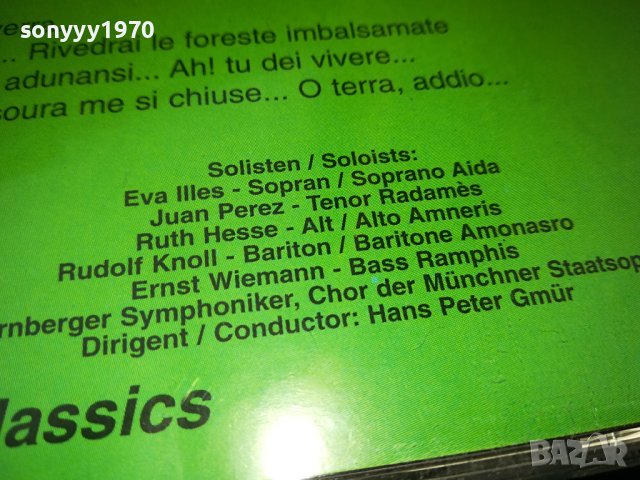 sonyyy1970
... Rivedrai le foreste imbalsamate
adunansi... Ah! tu dei vivere...
me si chiuse... O terra, addio...
Solisten / Soloists:
Eva Illes - Sopran / Soprano Aida
Juan Perez - Tenor Radamès
Ruth Hesse - Alt / Alto Amneris
Rudolf Knoll - Bariton / Baritone Amonasro
Ernst Wiemann - Bass Ramphis
rnberger Symphoniker, Chor der Münchner Staatsop
Dirigent / Conductor: Hans Peter Gmür
lassics
BAZAR